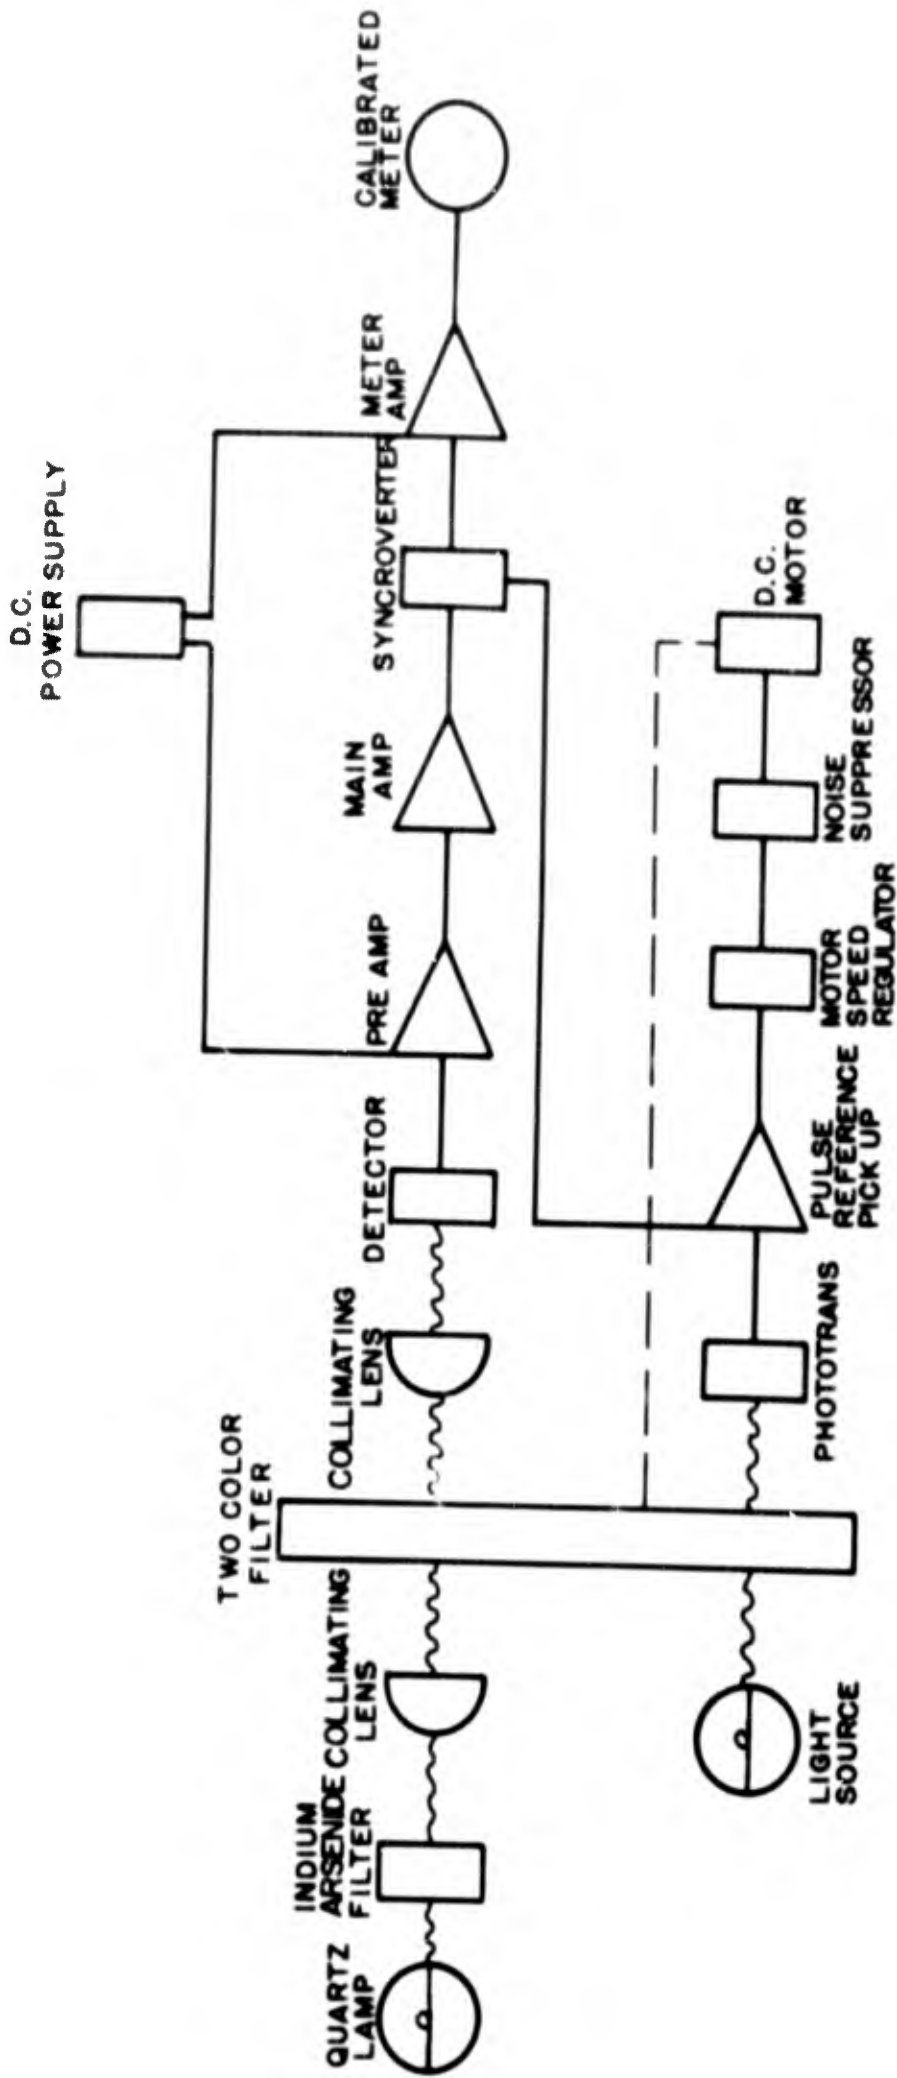 D.C.
POWER SUPPLY
QUARTZ
LAMP
INDIUM
ARSENIDE
FILTER
COLLIMATING
LENS
TWO COLOR
FILTER
COLLIMATING
LENS
DETECTOR
PRE AMP
MAIN
AMP
SYNCROVERTER
METER
AMP
CALIBRATED
METER
LIGHT
SOURCE
PHOTOTRANS
PULSE
REFERENCE
PICK UP
MOTOR
SPEED
REGULATOR
NOISE
SUPPRESSOR
D.C.
MOTOR